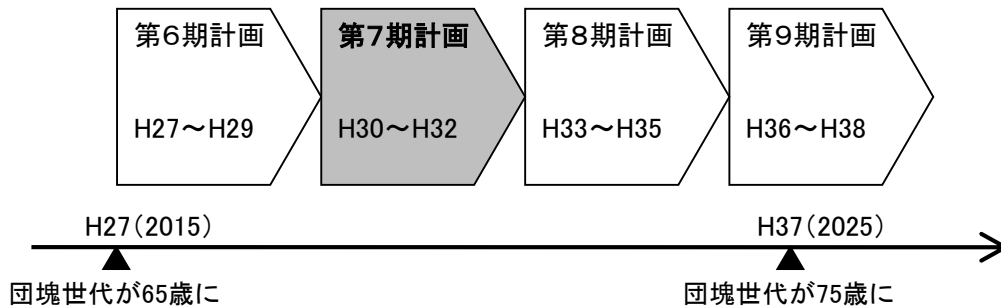 第6期計画
H27~H29
第7期計画
H30~H32
第8期計画
H33~H35
第9期計画
H36~H38
H27(2015)
H37(2025)
団塊世代が65歳に
団塊世代が75歳に